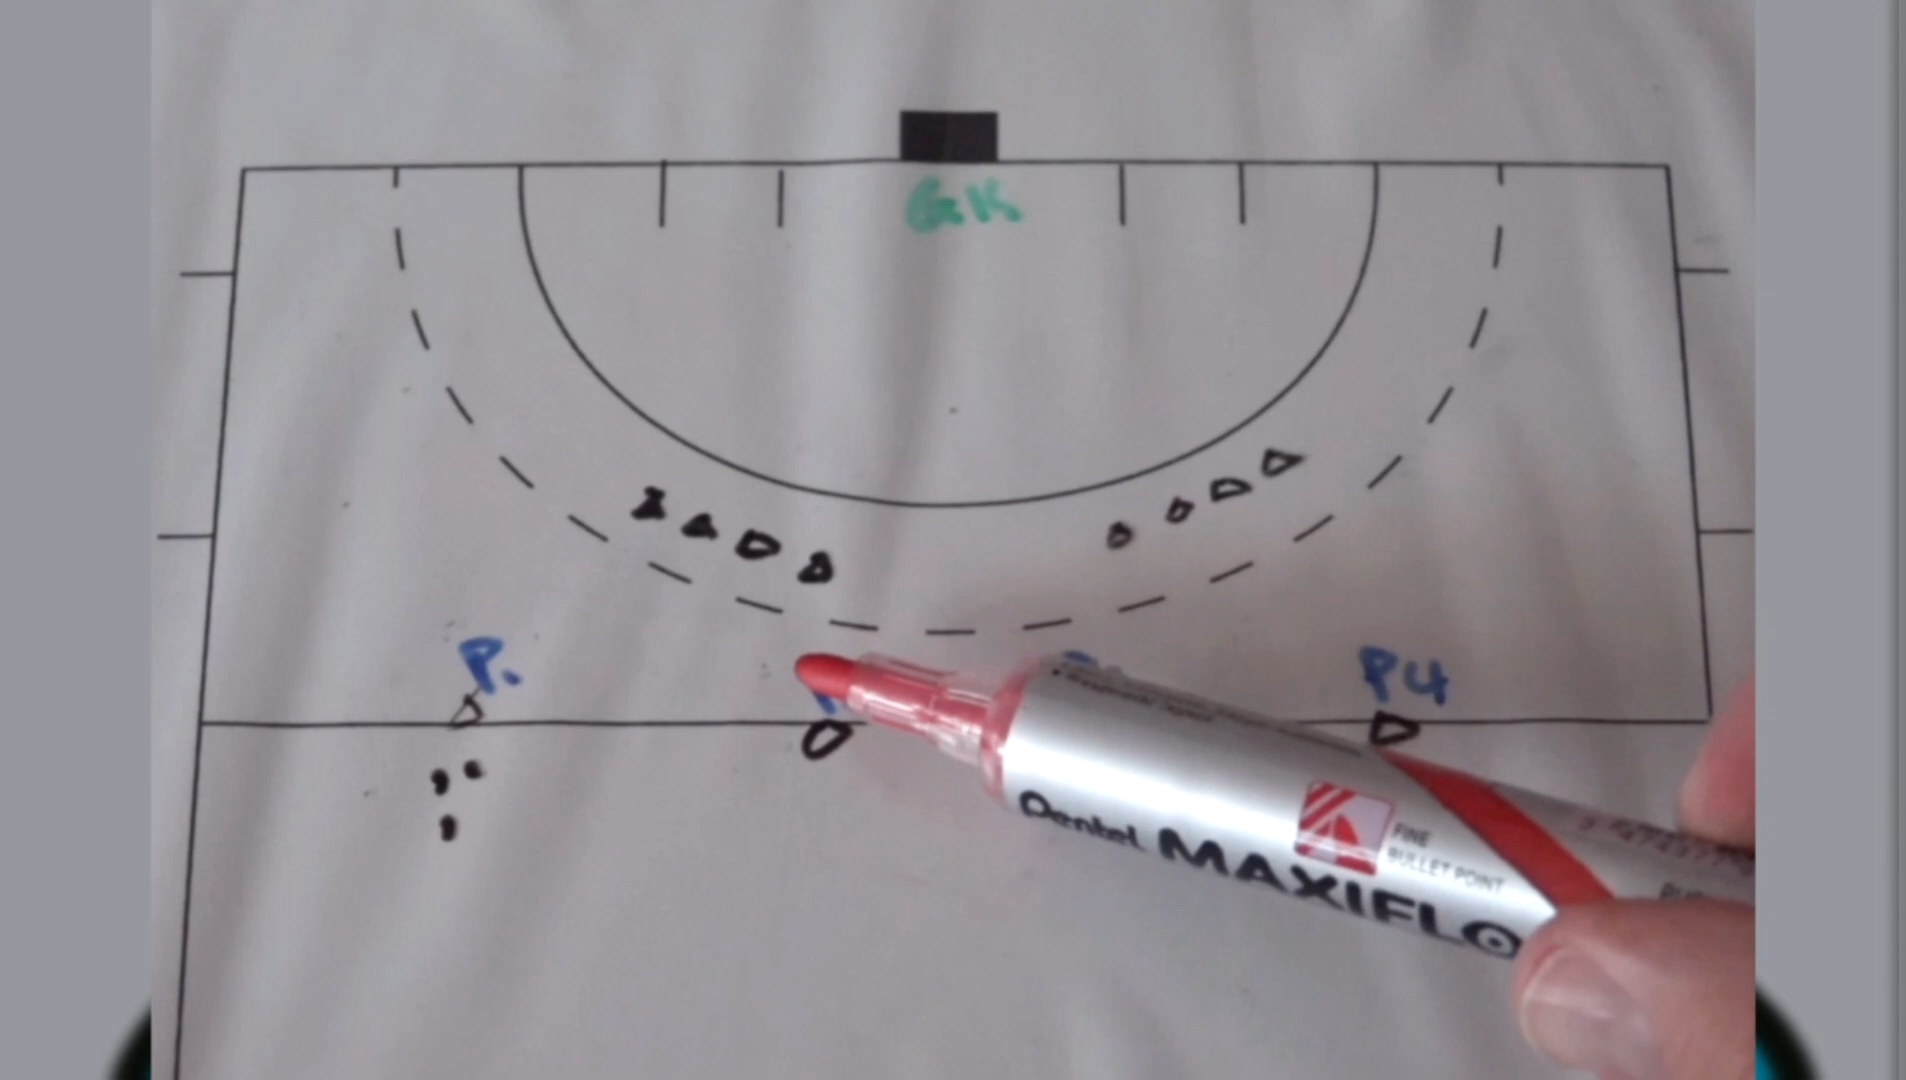 GK
P.
P4
Pentel MAXIFLO
FINE
BULLET POINT